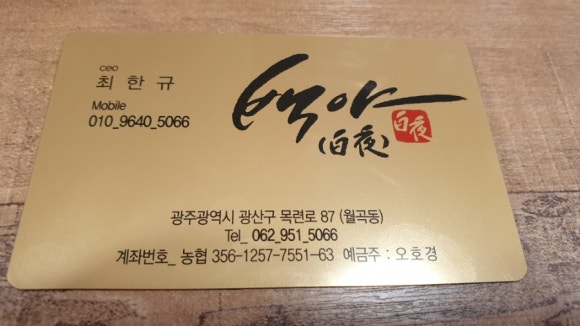 ceo
최 한 규
Mobile
010_9640_5066
백야
(白夜)
白夜
광주광역시 광산구 목련로 87 (월곡동)
Tel_ 062_951_5066
계좌번호_ 농협 356-1257-7551-63 예금주 : 오호경